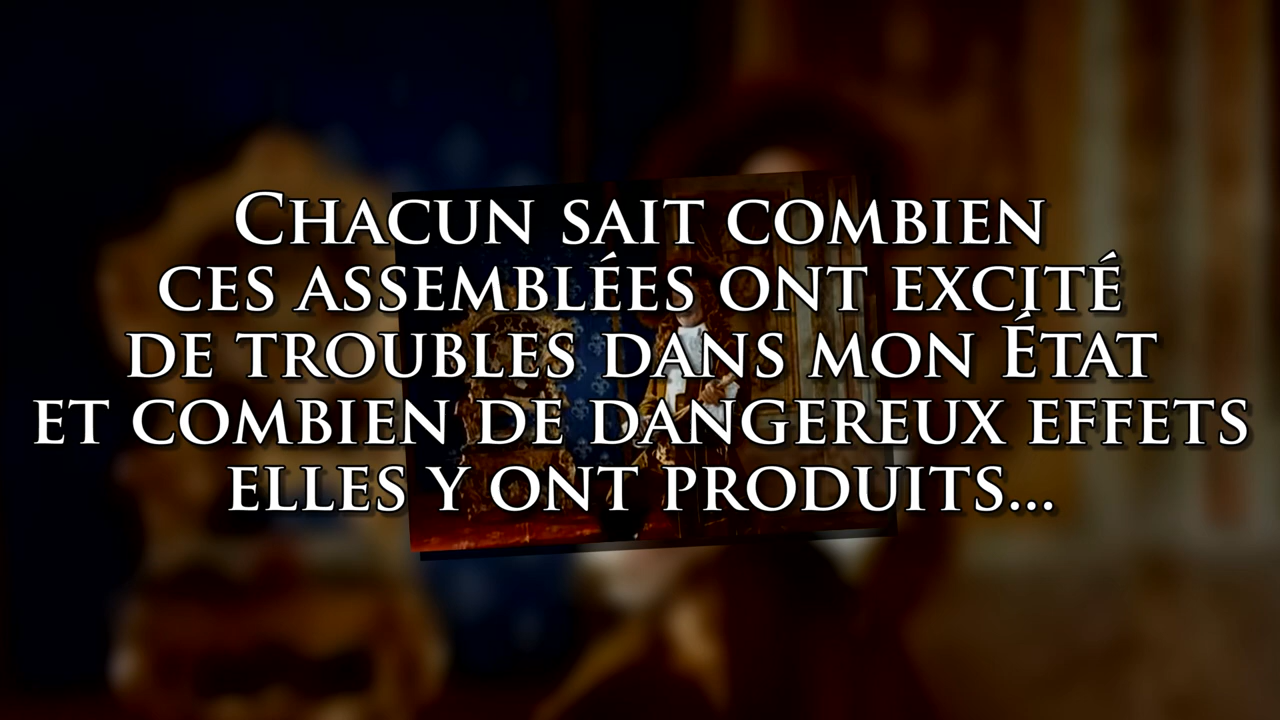 Chacun sait combien
ces assemblées ont excité
de troubles dans mon État
et combien de dangereux effets
elles y ont produits...